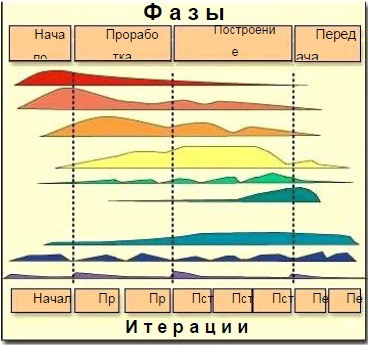 Фазы
Нача
ло
Прорабо
тка
Построени
е
Перед
ача
Начал
Пр
Пр
Пст
Пст
Пст
Пе
Пе
Итерации